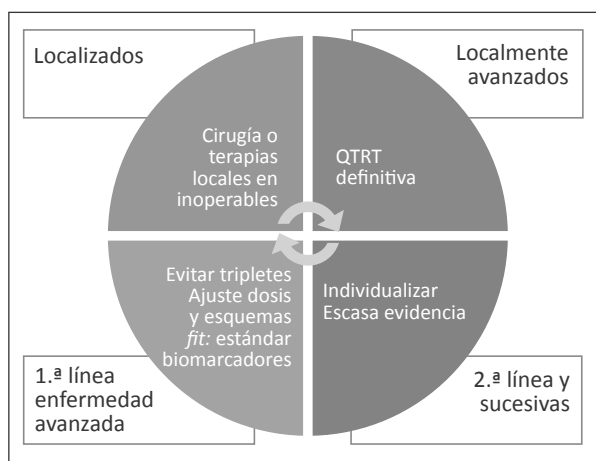 Localizados
Localmente
avanzados
Cirugía o
terapias
locales en
inoperables
QTRT
definitiva
Evitar tripletes
Ajuste dosis
y esquemas
fit: estándar
biomarcadores
Individualizar
Escasa evidencia
1.ª línea
enfermedad
avanzada
2.ª línea y
sucesivas